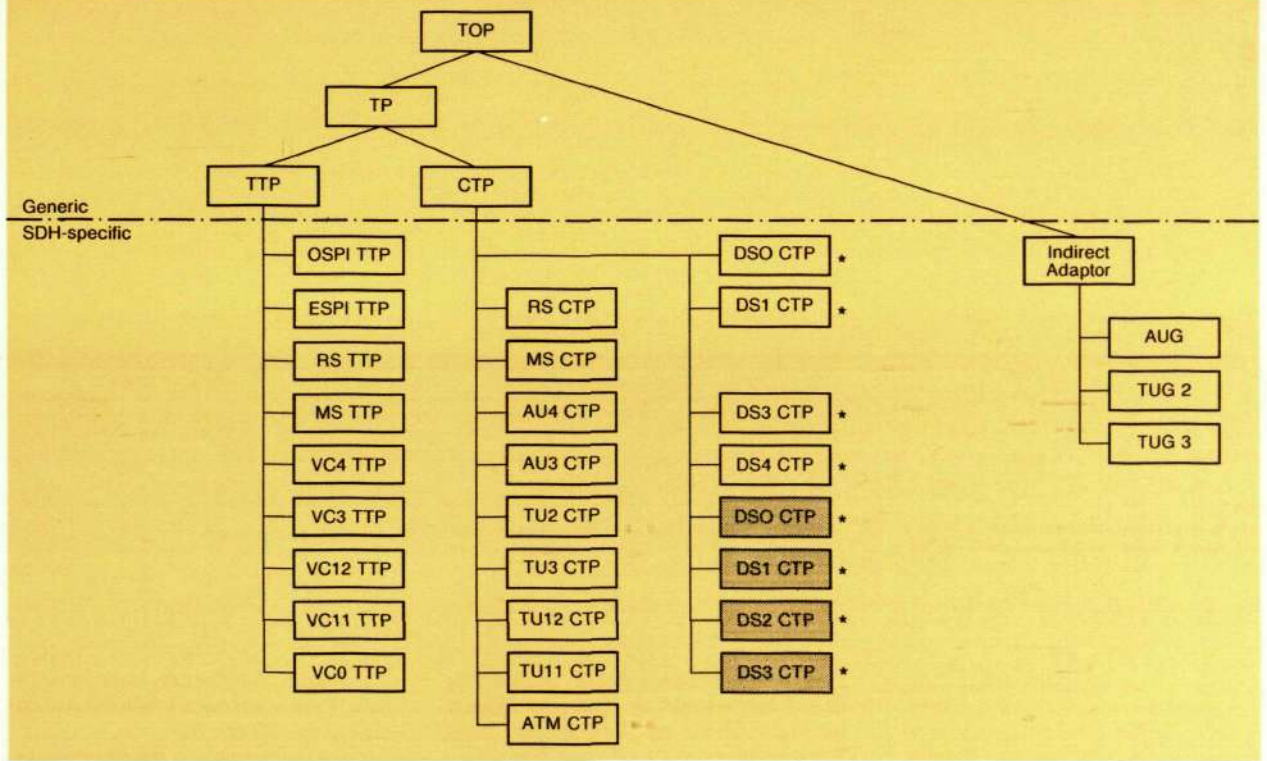 TOP
TP
TTP
CTP
Generic
SDH-specific
OSPI TTP
ESPI TTP
RS TTP
MS TTP
VC4 TTP
VC3 TTP
VC12 TTP
VC11 TTP
VC0 TTP
RS CTP
MS CTP
AU4 CTP
AU3 CTP
TU2 CTP
TU3 CTP
TU12 CTP
TU11 CTP
ATM CTP
DSO CTP *
DS1 CTP *
DS3 CTP *
DS4 CTP *
DSO CTP *
DS1 CTP *
DS2 CTP *
DS3 CTP *
Indirect
Adaptor
AUG
TUG 2
TUG 3